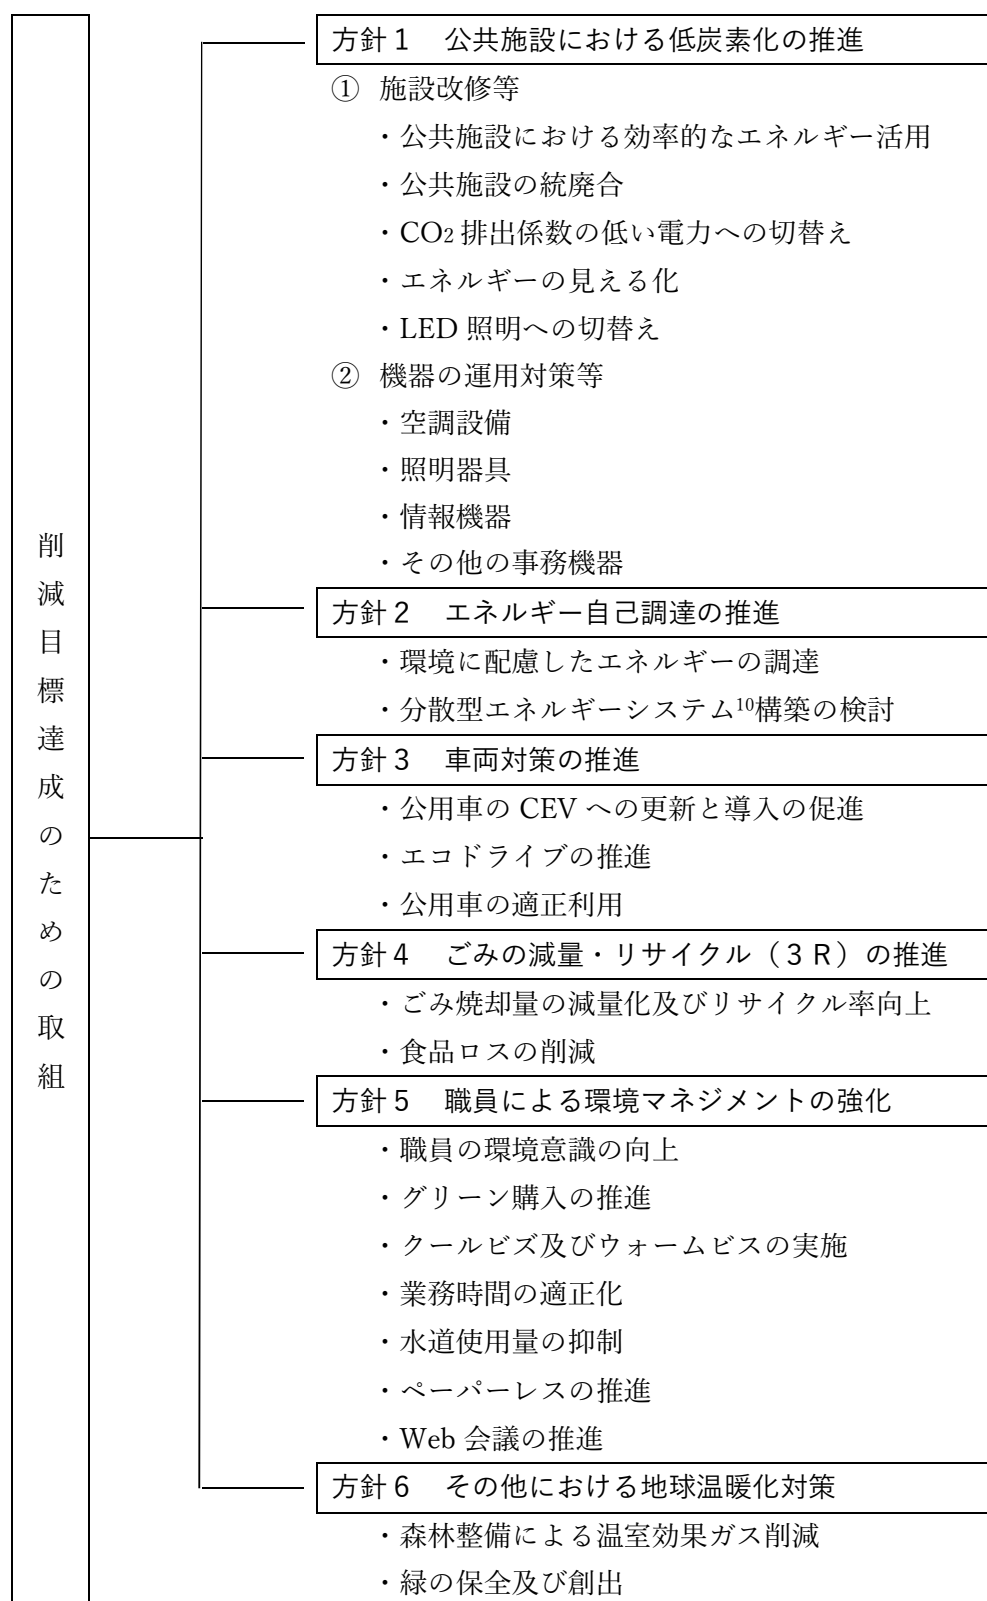 削減目標達成のための取組
方針１　公共施設における低炭素化の推進
①　施設改修等
・公共施設における効率的なエネルギー活用
・公共施設の統廃合
・CO2 排出係数の低い電力への切替え
・エネルギーの見える化
・LED 照明への切替え
②　機器の運用対策等
・空調設備
・照明器具
・情報機器
・その他の事務機器
方針２　エネルギー自己調達の推進
・環境に配慮したエネルギーの調達
・分散型エネルギーシステム10構築の検討
方針３　車両対策の推進
・公用車の CEV への更新と導入の促進
・エコドライブの推進
・公用車の適正利用
方針４　ごみの減量・リサイクル（３Ｒ）の推進
・ごみ焼却量の減量化及びリサイクル率向上
・食品ロスの削減
方針５　職員による環境マネジメントの強化
・職員の環境意識の向上
・グリーン購入の推進
・クールビズ及びウォームビスの実施
・業務時間の適正化
・水道使用量の抑制
・ペーパーレスの推進
・Web 会議の推進
方針６　その他における地球温暖化対策
・森林整備による温室効果ガス削減
・緑の保全及び創出